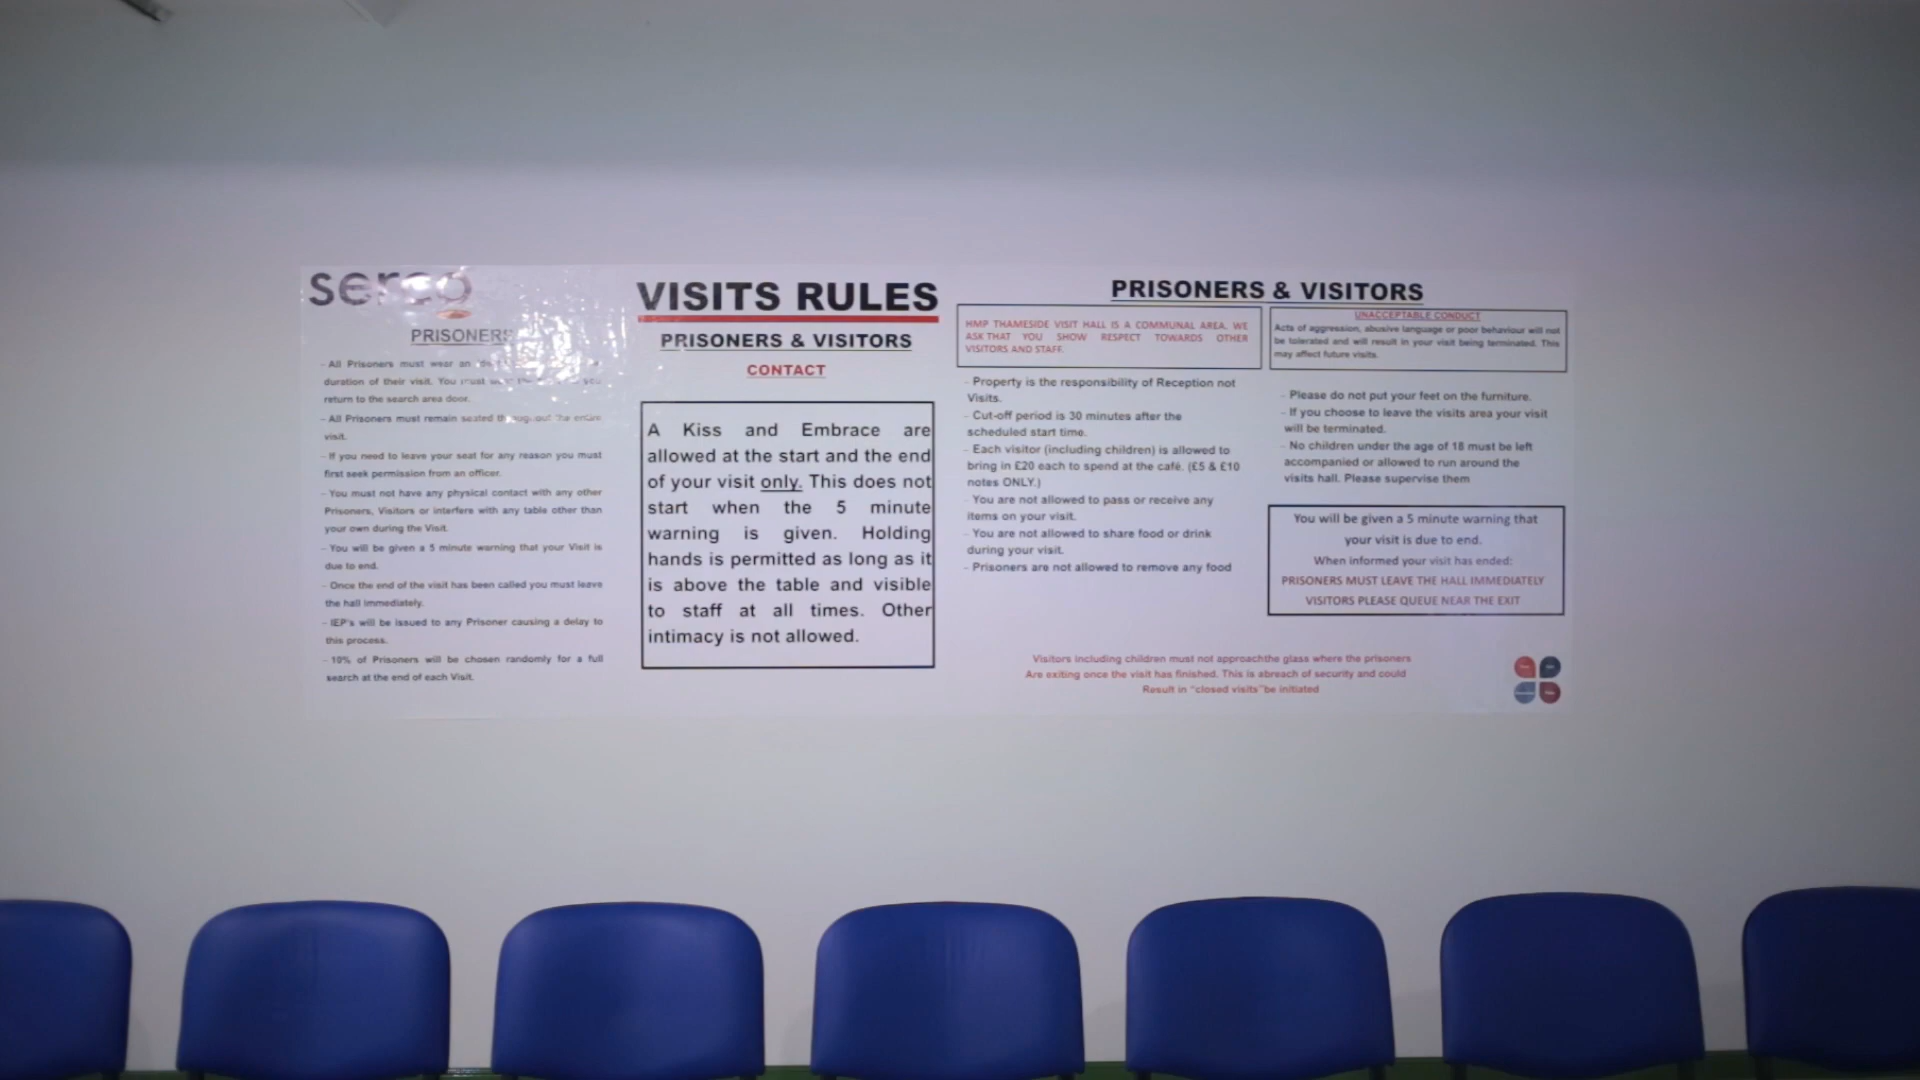 serco
PRISONERS
- All Prisoners must wear an
duration of their visit. You must
return to the search area door.
- All Prisoners must remain seated throughout the entire
visit.
- If you need to leave your seat for any reason you must
first seek permission from an officer.
- You must not have any physical contact with any other
Prisoners, Visitors or interfere with any table other than
your own during the Visit.
- You will be given a 5 minute warning that your Visit is
due to end.
- Once the end of the visit has been called you must leave
the hall immediately.
- IEP's will be issued to any Prisoner causing a delay to
this process.
- 10% of Prisoners will be chosen randomly for a full
search at the end of each Visit.
VISITS RULES
PRISONERS & VISITORS
CONTACT
A Kiss and Embrace are
allowed at the start and the end
of your visit only. This does not
start when the 5 minute
warning is given. Holding
hands is permitted as long as it
is above the table and visible
to staff at all times. Other
intimacy is not allowed.
PRISONERS & VISITORS
HMP THAMESIDE VISIT HALL IS A COMMUNAL AREA. WE
ASK THAT YOU SHOW RESPECT TOWARDS OTHER
VISITORS AND STAFF.
- Property is the responsibility of Reception not
Visits.
- Cut-off period is 30 minutes after the
scheduled start time.
- Each visitor (including children) is allowed to
bring in £20 each to spend at the café. (£5 & £10
notes ONLY.)
- You are not allowed to pass or receive any
items on your visit.
- You are not allowed to share food or drink
during your visit.
- Prisoners are not allowed to remove any food
UNACCEPTABLE CONDUCT
Acts of aggression, abusive language or poor behaviour will not
be tolerated and will result in your visit being terminated. This
may affect future visits.
- Please do not put your feet on the furniture.
- If you choose to leave the visits area your visit
will be terminated.
- No children under the age of 18 must be left
accompanied or allowed to run around the
visits hall. Please supervise them
You will be given a 5 minute warning that
your visit is due to end.
When informed your visit has ended:
PRISONERS MUST LEAVE THE HALL IMMEDIATELY
VISITORS PLEASE QUEUE NEAR THE EXIT
Visitors including children must not approachthe glass where the prisoners
Are exiting once the visit has finished. This is abreach of security and could
Result in "closed visits"be initiated